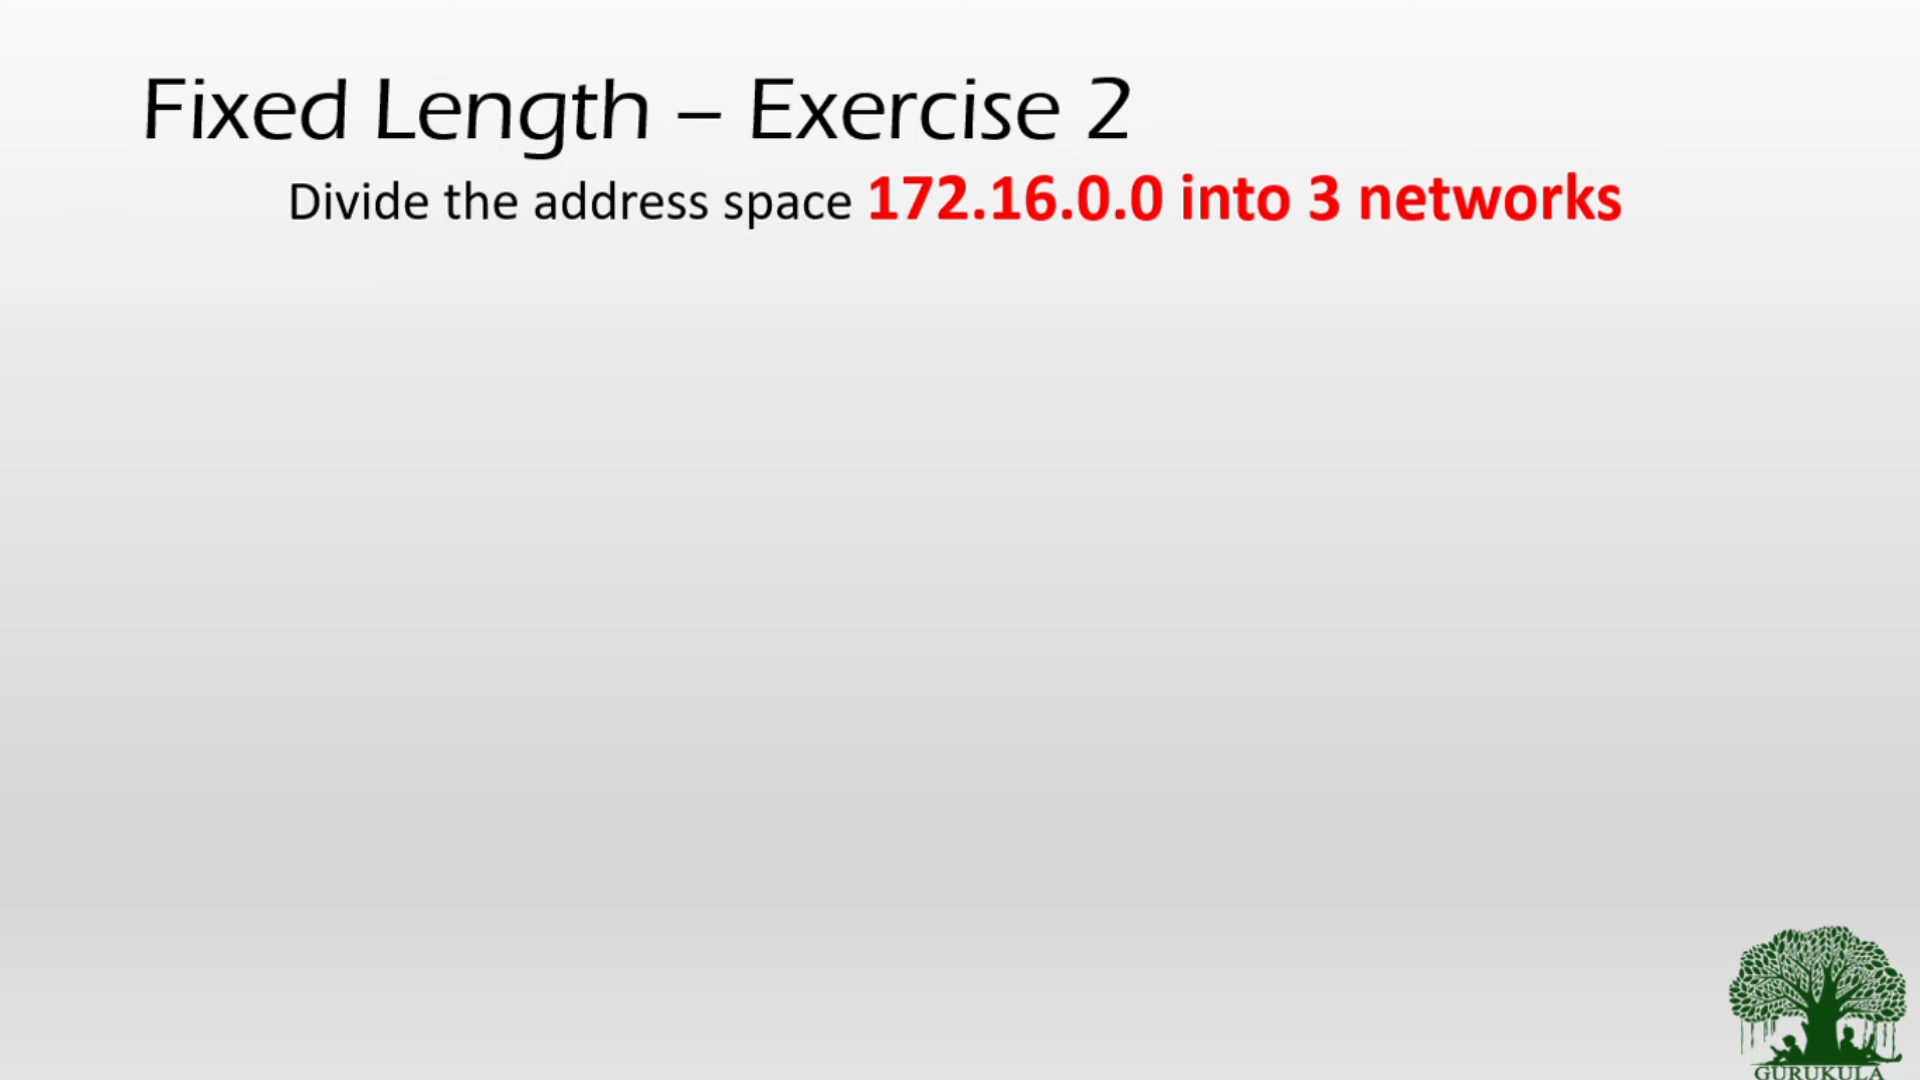 Fixed Length – Exercise 2
Divide the address space 172.16.0.0 into 3 networks
GURUKULA